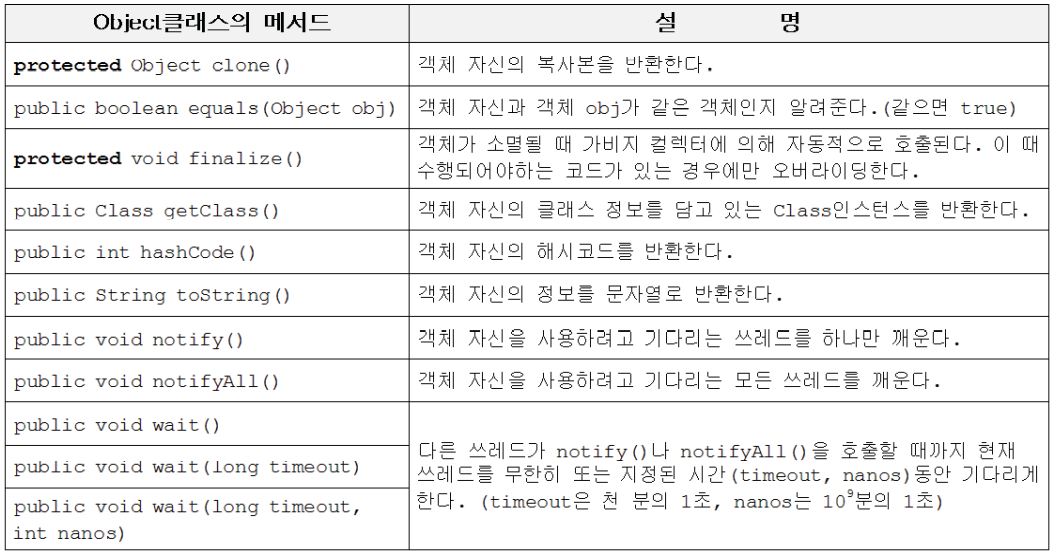 Object클래스의 메서드
설 명
protected Object clone()
객체 자신의 복사본을 반환한다.
public boolean equals(Object obj)
객체 자신과 객체 obj가 같은 객체인지 알려준다.(같으면 true)
protected void finalize()
객체가 소멸될 때 가비지 컬렉터에 의해 자동적으로 호출된다. 이 때
수행되어야하는 코드가 있는 경우에만 오버라이딩한다.
public Class getClass()
객체 자신의 클래스 정보를 담고 있는 Class인스턴스를 반환한다.
public int hashCode()
객체 자신의 해시코드를 반환한다.
public String toString()
객체 자신의 정보를 문자열로 반환한다.
public void notify()
객체 자신을 사용하려고 기다리는 쓰레드를 하나만 깨운다.
public void notifyAll()
객체 자신을 사용하려고 기다리는 모든 쓰레드를 깨운다.
public void wait()
public void wait(long timeout)
public void wait(long timeout,
int nanos)
다른 쓰레드가 notify()나 notifyAll()을 호출할 때까지 현재
쓰레드를 무한히 또는 지정된 시간(timeout, nanos)동안 기다리게
한다. (timeout은 천 분의 1초, nanos는 10⁹분의 1초)